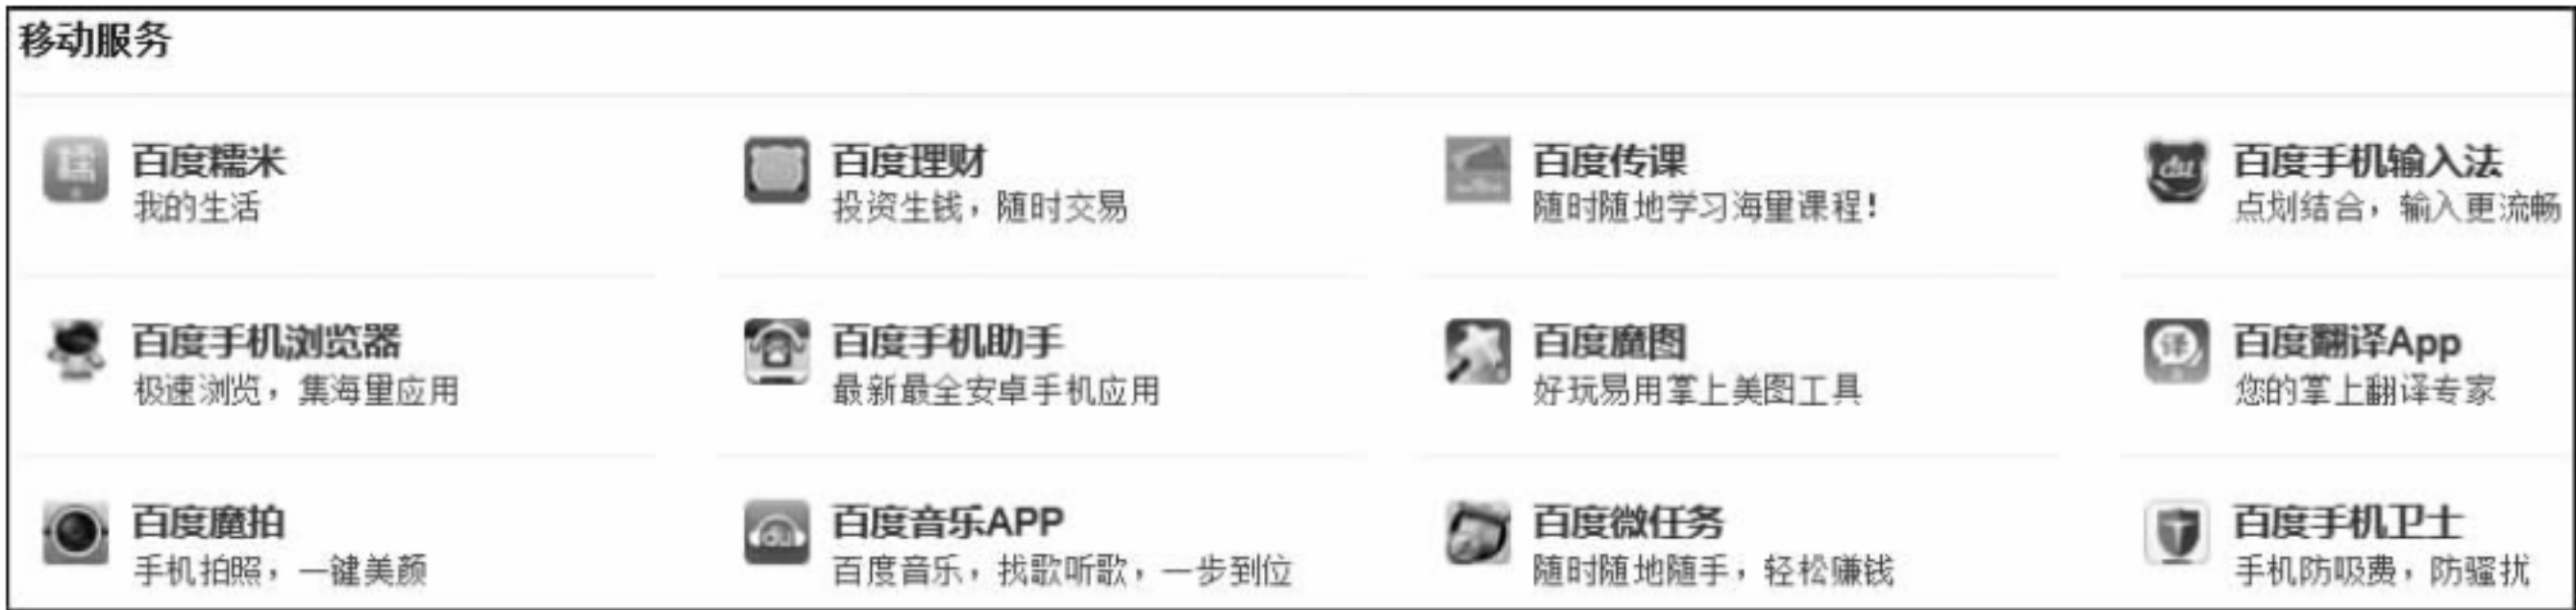 移动服务
百度糯米
我的生活
百度理财
投资生钱，随时交易
百度传课
随时随地学习海量课程！
百度手机输入法
点划结合，输入更流畅
百度手机浏览器
极速浏览，集海量应用
百度手机助手
最新最全安卓手机应用
百度魔图
好玩易用掌上美图工具
百度翻译App
您的掌上翻译专家
百度魔拍
手机拍照，一键美颜
百度音乐APP
百度音乐，找歌听歌，一步到位
百度微任务
随时随地随手，轻松赚钱
百度手机卫士
手机防吸费，防骚扰